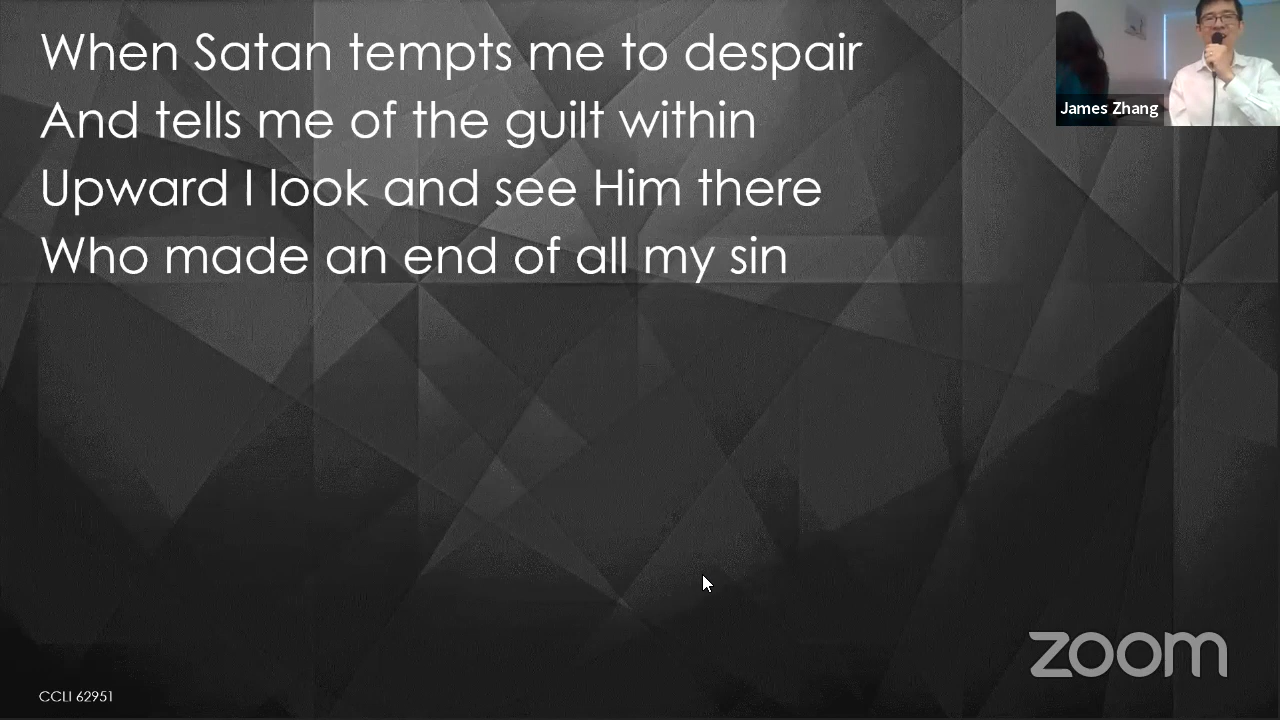 When Satan tempts me to despair
And tells me of the guilt within
Upward I look and see Him there
Who made an end of all my sin
James Zhang
zoom
CCLI 62951